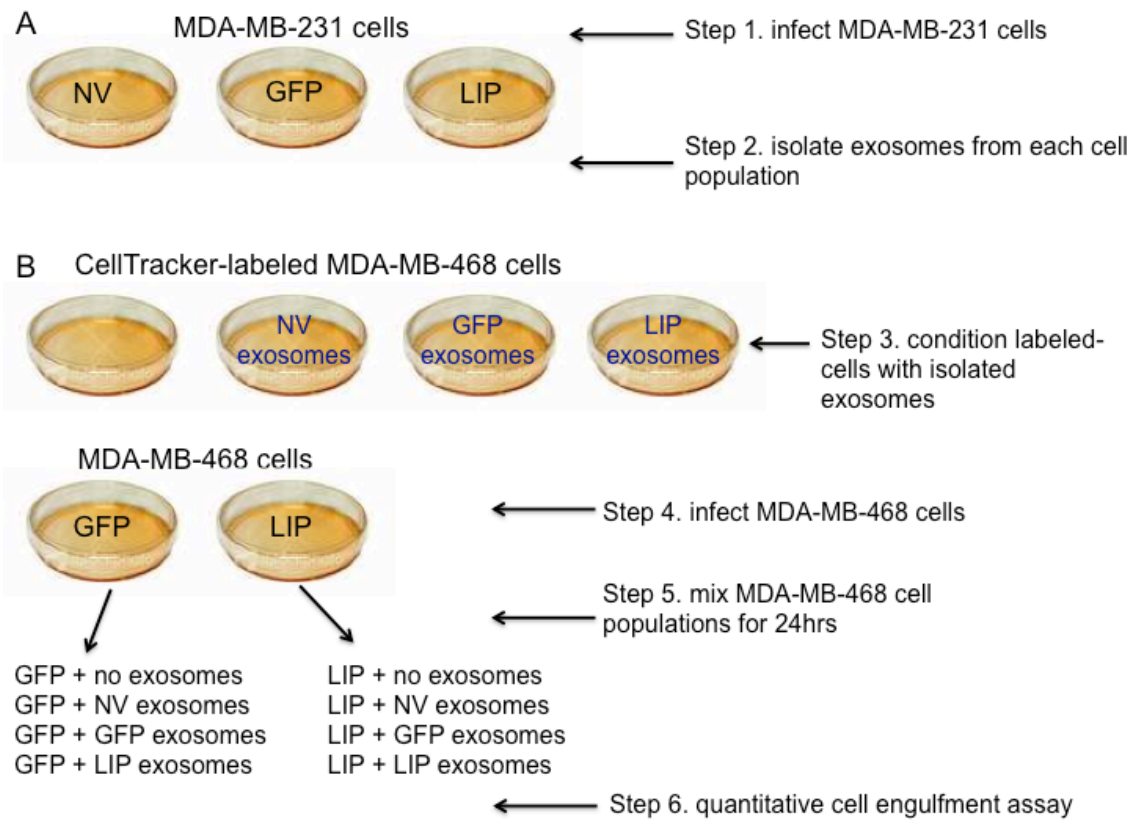 A
MDA-MB-231 cells
Step 1. infect MDA-MB-231 cells
NV
GFP
LIP
Step 2. isolate exosomes from each cell
population
B
CellTracker-labeled MDA-MB-468 cells
NV
exosomes
GFP
exosomes
LIP
exosomes
Step 3. condition labeled-
cells with isolated
exosomes
MDA-MB-468 cells
GFP
LIP
Step 4. infect MDA-MB-468 cells
Step 5. mix MDA-MB-468 cell
populations for 24hrs
GFP + no exosomes
GFP + NV exosomes
GFP + GFP exosomes
GFP + LIP exosomes
LIP + no exosomes
LIP + NV exosomes
LIP + GFP exosomes
LIP + LIP exosomes
Step 6. quantitative cell engulfment assay